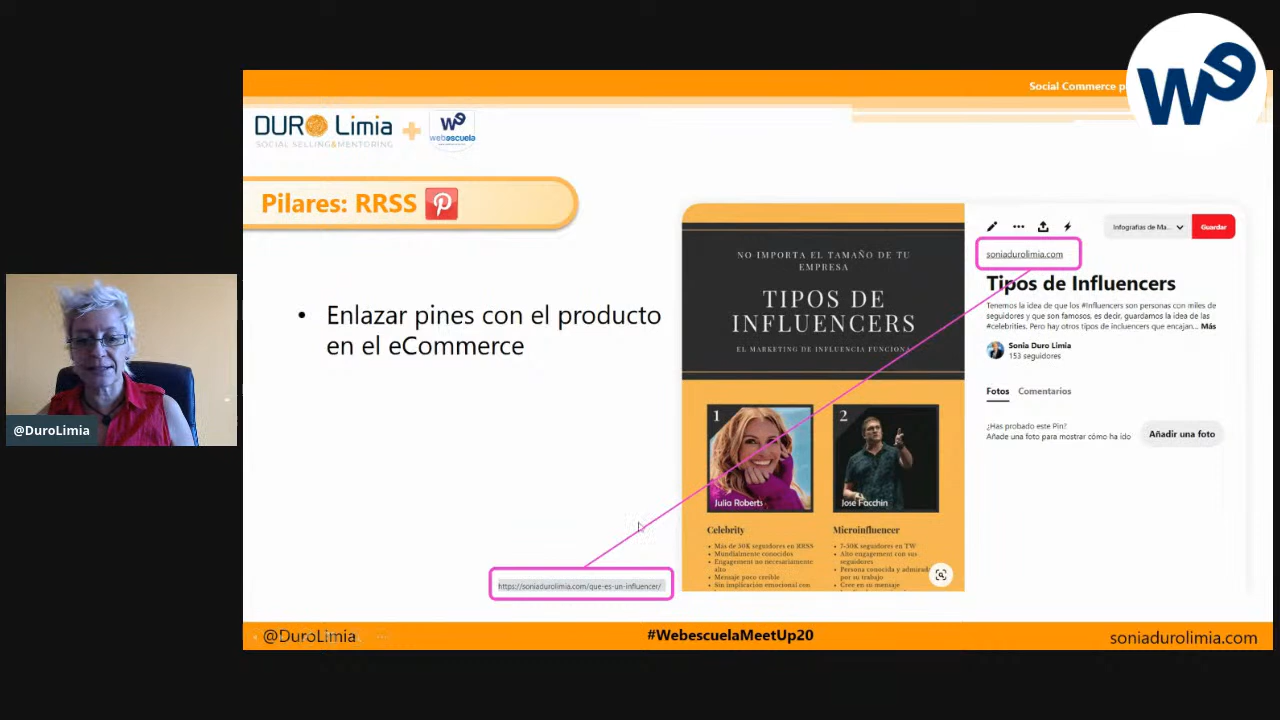 Social Commerce p
We
DURO Limia
SOCIAL SELLING&MENTORING
We
webescuela
Pilares: RRSS
• Enlazar pines con el producto
en el eCommerce
NO IMPORTA EL TAMAÑO DE TU
EMPRESA
TIPOS DE
INFLUENCERS
EL MARKETING DE INFLUENCIA FUNCIONA
1
Julia Roberts
2
José Facchin
Celebrity
• Más de 50K seguidores en RRSS
• Mundialmente conocidos
• Engagement no necesariamente
alto
• Mensaje poco creible
• Sin implication emocional con
Microinfluencer
• 7-50K seguidores en TW
• Alto engagement con sus
seguidores
• Persona conocida y admirad
por su trabajo
• Cree en su mensaje
Infografías de Ma...
Guardar
soniadurolimia.com
Tipos de Influencers
Tenemos la idea de que los #Influencers son personas con miles de
seguidores y que son famosos, es decir, guardamos la idea de las
#celebrities. Pero hay otros tipos de incluencers que encajan... Más
Sonia Duro Limia
153 seguidores
Fotos Comentarios
¿Has probado este Pin?
Añade una foto para mostrar cómo ha ido
Añadir una foto
https://soniadurolimia.com/que-es-un-influencer/
@DuroLimia
@DuroLimia
#WebescuelaMeetUp20
soniadurolimia.com